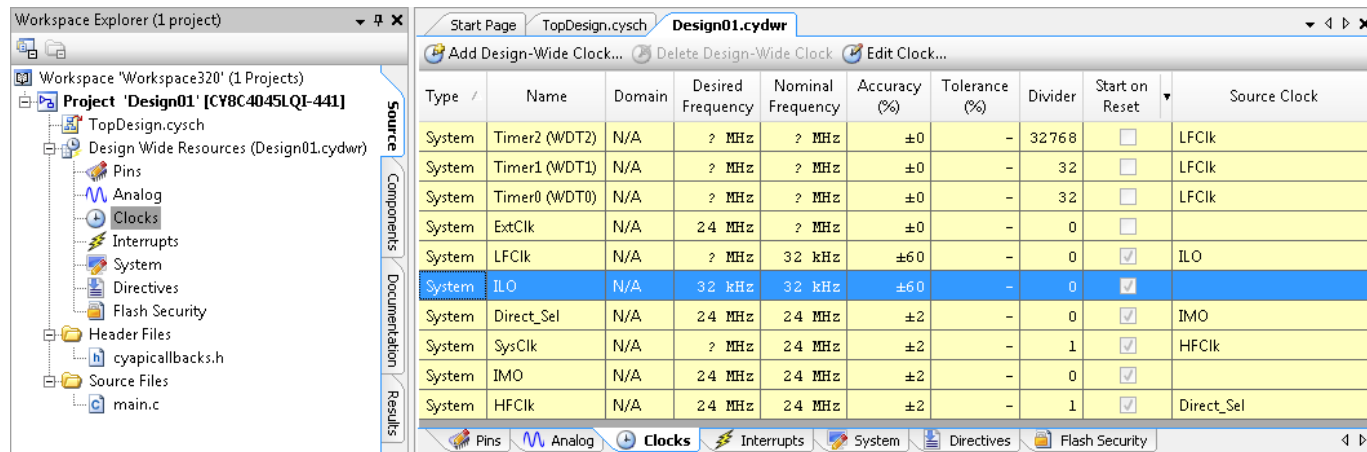 Workspace Explorer (1 project)
Workspace 'Workspace320' (1 Projects)
Project 'Design01' [CY8C4045LQI-441]
TopDesign.cysch
Design Wide Resources (Design01.cydwr)
Pins
Analog
Clocks
Interrupts
System
Directives
Flash Security
Header Files
cyapicallbacks.h
Source Files
main.c
Source
Components
Documentation
Results
Start Page TopDesign.cysch Design01.cydwr
Add Design-Wide Clock... Delete Design-Wide Clock Edit Clock...
Type Name Domain Desired Frequency Nominal Frequency Accuracy (%) Tolerance (%) Divider Start on Reset Source Clock
System Timer2 (WDT2) N/A ? MHz ? MHz ±0 - 32768 LFClk
System Timer1 (WDT1) N/A ? MHz ? MHz ±0 - 32 LFClk
System Timer0 (WDT0) N/A ? MHz ? MHz ±0 - 32 LFClk
System ExtClk N/A 24 MHz ? MHz ±0 - 0
System LFClk N/A ? MHz 32 kHz ±60 - 0 ILO
System ILO N/A 32 kHz 32 kHz ±60 - 0
System Direct_Sel N/A 24 MHz 24 MHz ±2 - 0 IMO
System SysClk N/A ? MHz 24 MHz ±2 - 1 HFClk
System IMO N/A 24 MHz 24 MHz ±2 - 0
System HFClk N/A 24 MHz 24 MHz ±2 - 1 Direct_Sel
Pins Analog Clocks Interrupts System Directives Flash Security